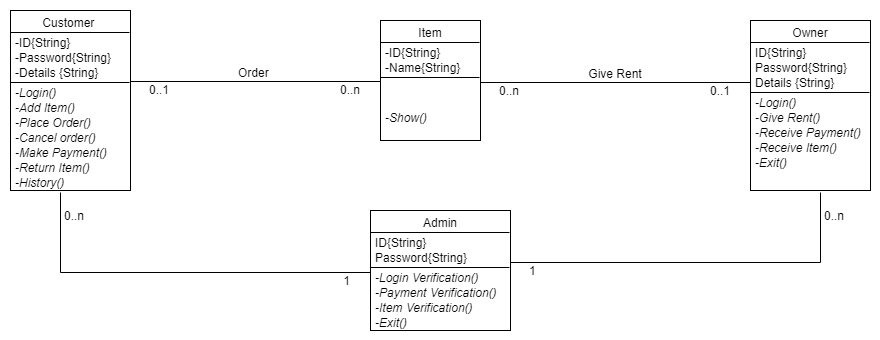 Customer
-ID{String}
-Password{String}
-Details {String}
-Login()
-Add Item()
-Place Order()
-Cancel order()
-Make Payment()
-Return Item()
-History()
Order
0..1
0..n
Item
-ID{String}
-Name{String}
-Show()
Give Rent
0..n
0..1
Owner
ID{String}
Password{String}
Details {String}
-Login()
-Give Rent()
-Receive Payment()
-Receive Item()
-Exit()
0..n
1
Admin
ID{String}
Password{String}
-Login Verification()
-Payment Verification()
-Item Verification()
-Exit()
1
0..n